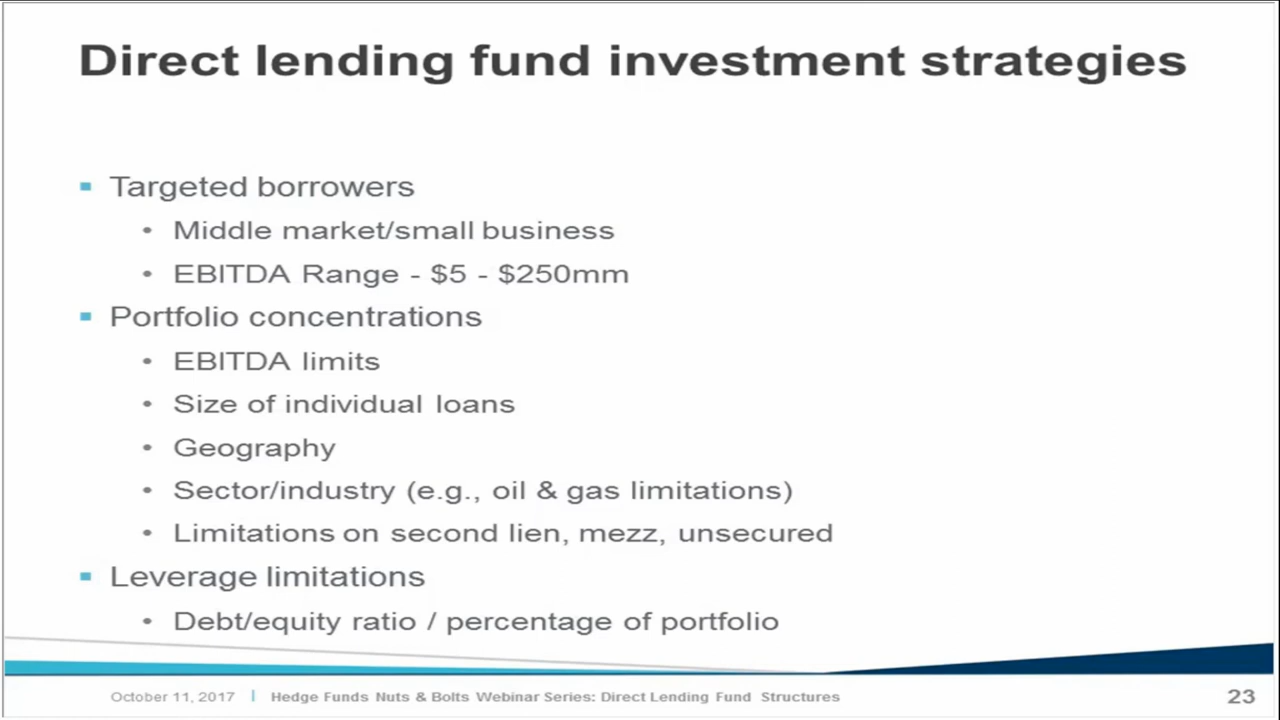 Direct lending fund investment strategies
▪ Targeted borrowers
• Middle market/small business
• EBITDA Range - $5 - $250mm
▪ Portfolio concentrations
• EBITDA limits
• Size of individual loans
• Geography
• Sector/industry (e.g., oil & gas limitations)
• Limitations on second lien, mezz, unsecured
▪ Leverage limitations
• Debt/equity ratio / percentage of portfolio
October 11, 2017 | Hedge Funds Nuts & Bolts Webinar Series: Direct Lending Fund Structures 23